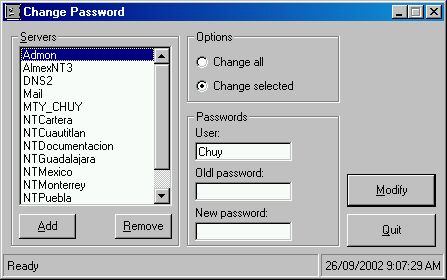 Change Password
Servers
Admon
AlmexNT3
DNS2
Mail
MTY_CHUY
NTCartera
NTCuautitlan
NTDocumentacion
NTGuadalajara
NTMexico
NTMonterrey
NTPuebla
Add
Remove
Options
Change all
Change selected
Passwords
User:
Chuy
Oldl password:
New password:
Modify
Quit
Ready
26/09/2002 9:07:29 AM